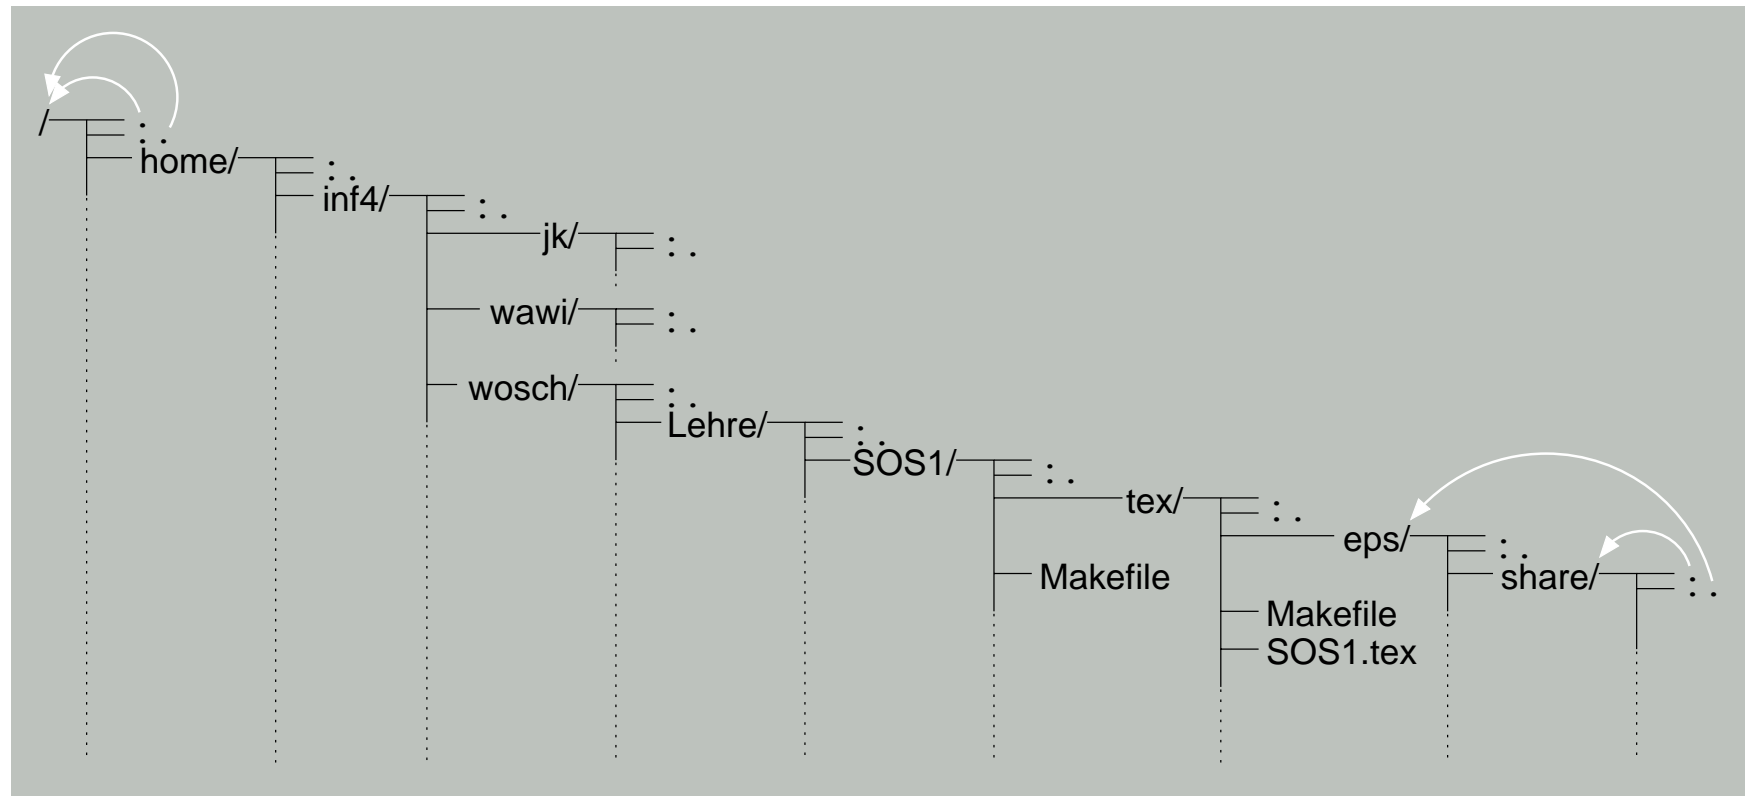 /
.
. .
home/
.
. .
inf4/
.
. .
jk/
.
. .
wawi/
.
. .
wosch/
.
. .
Lehre/
.
. .
SOS1/
.
. .
tex/
.
. .
eps/
.
. .
share/
.
. .
Makefile
Makefile
SOS1.tex